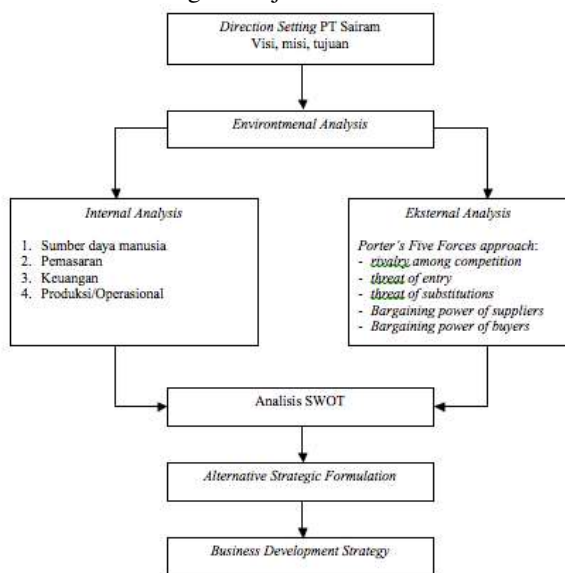 Direction Setting PT Sairam
Visi, misi, tujuan
Environtmenal Analysis
Internal Analysis
1. Sumber daya manusia
2. Pemasaran
3. Keuangan
4. Produksi/Operasional
Eksternal Analysis
Porter's Five Forces approach:
- rivalry among competition
- threat of entry
- threat of substitutions
- Bargaining power of suppliers
- Bargaining power of buyers
Analisis SWOT
Alternative Strategic Formulation
Business Development Strategy